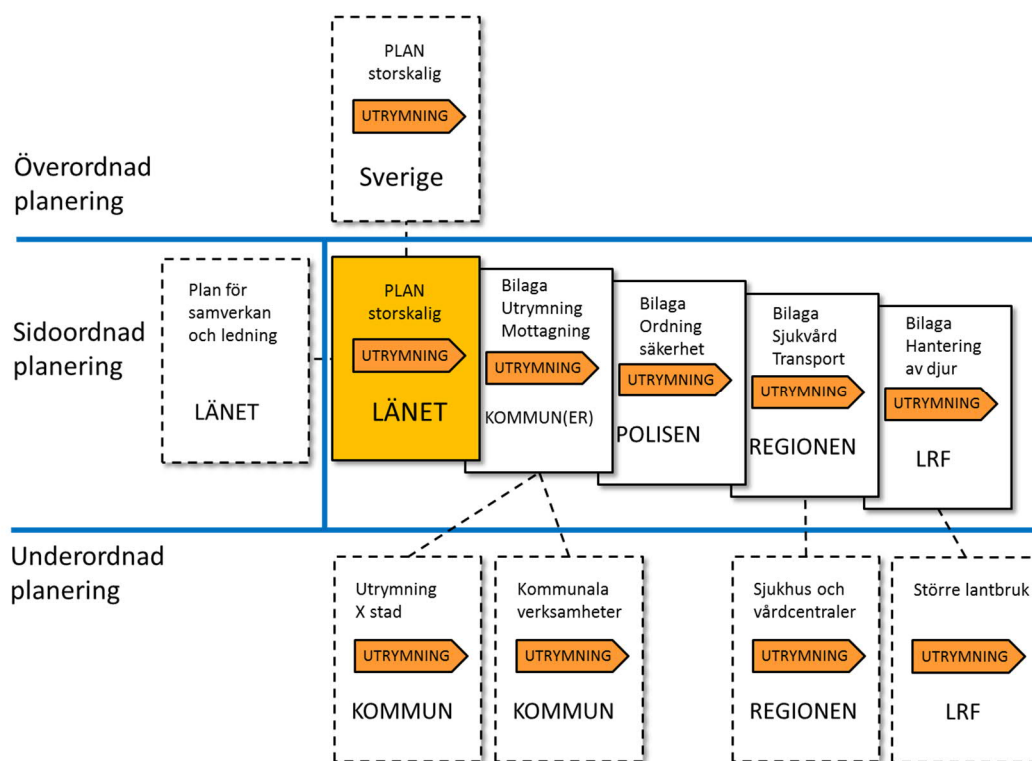 PLAN
storskalig
UTRYMNING
Sverige
Överordnad
planering
Sidoordnad
planering
Plan för
samverkan
och ledning
LÄNET
PLAN
storskalig
UTRYMNING
LÄNET
Bilaga
Utrymning
Mottagning
UTRYMNING
KOMMUN(ER)
Bilaga
Ordning
säkerhet
UTRYMNING
POLISEN
Bilaga
Sjukvård
Transport
UTRYMNING
REGIONEN
Bilaga
Hantering
av djur
UTRYMNING
LRF
Underordnad
planering
Utrymning
X stad
UTRYMNING
KOMMUN
Kommunala
verksamheter
UTRYMNING
KOMMUN
Sjukhus och
vårdcentraler
UTRYMNING
REGIONEN
Större lantbruk
UTRYMNING
LRF